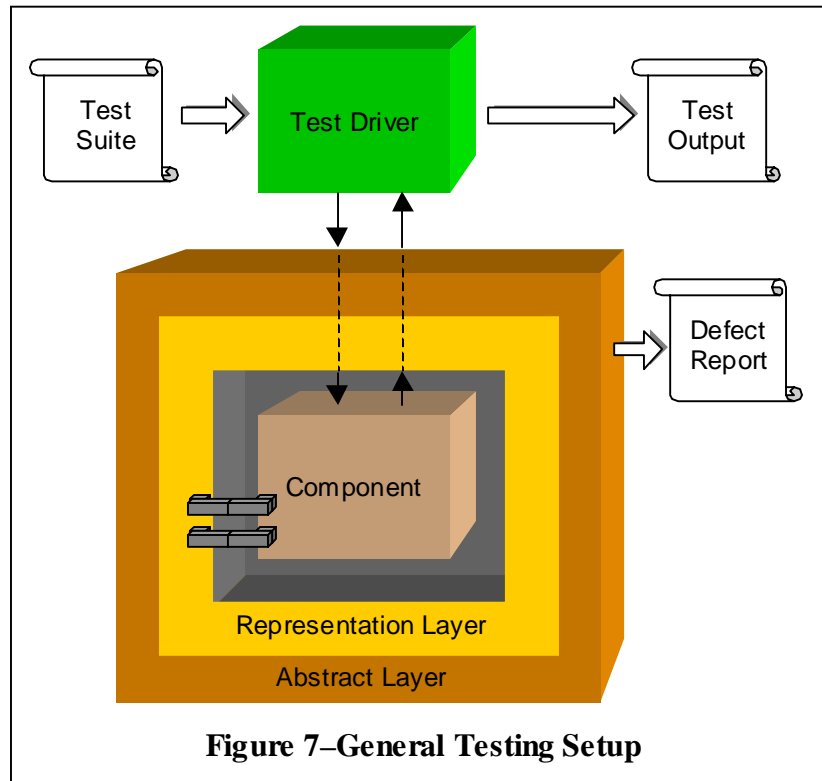 Test
Suite
Test Driver
Test
Output
Defect
Report
Component
Representation Layer
Abstract Layer
Figure 7–General Testing Setup